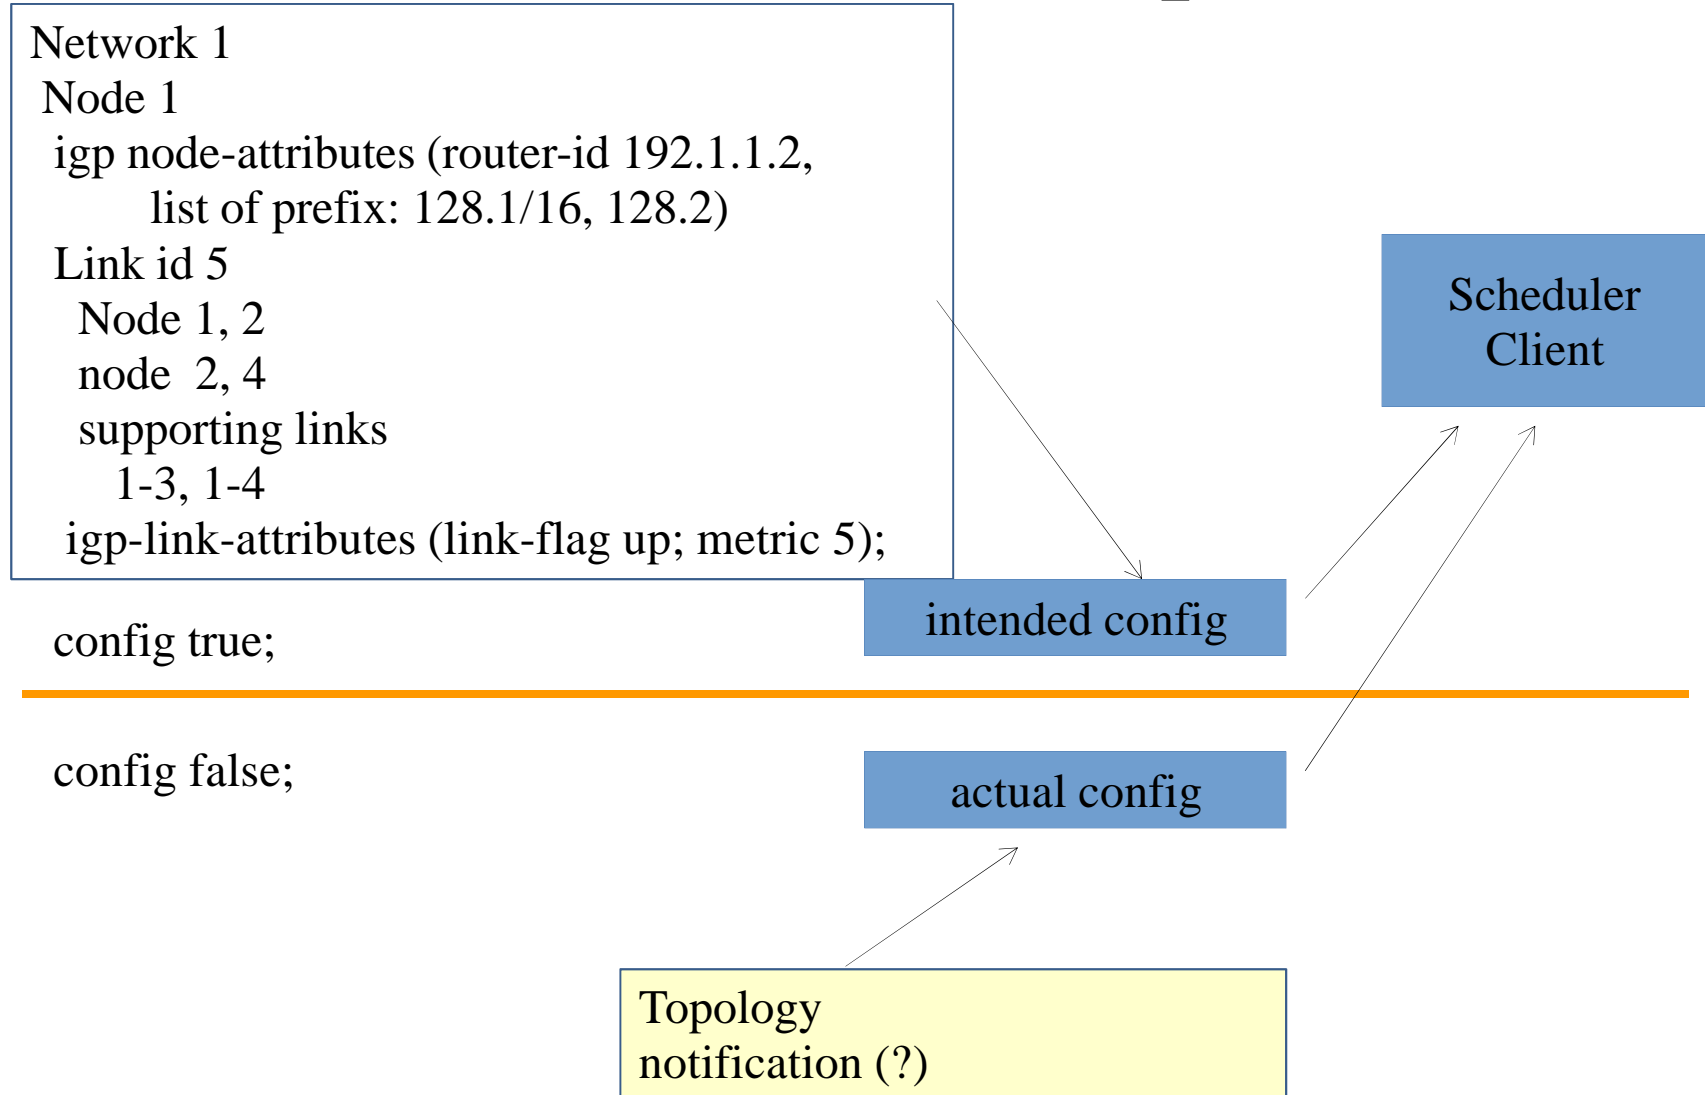 Network 1
Node 1
igp node-attributes (router-id 192.1.1.2,
list of prefix: 128.1/16, 128.2)
Link id 5
Node 1, 2
node 2, 4
supporting links
1-3, 1-4
igp-link-attributes (link-flag up; metric 5);
Scheduler
Client
intended config
config true;
config false;
actual config
Topology
notification (?)